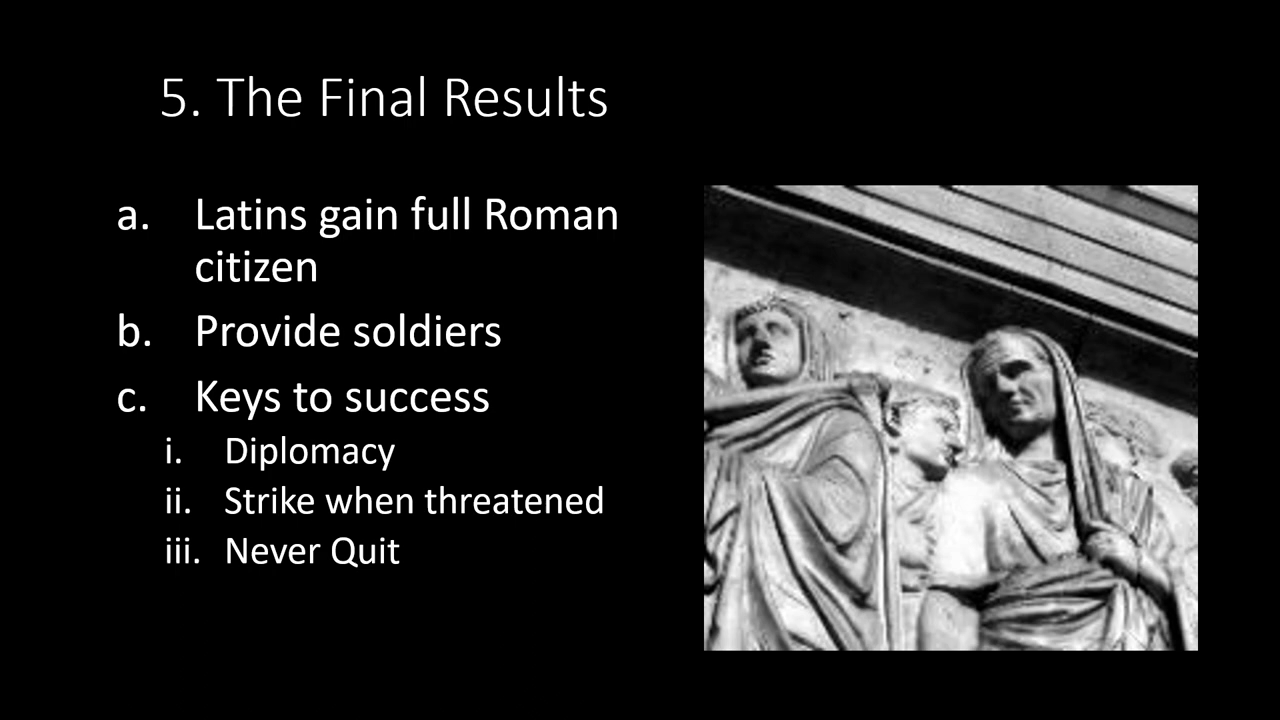 5. The Final Results
a. Latins gain full Roman
citizen
b. Provide soldiers
c. Keys to success
i. Diplomacy
ii. Strike when threatened
iii. Never Quit